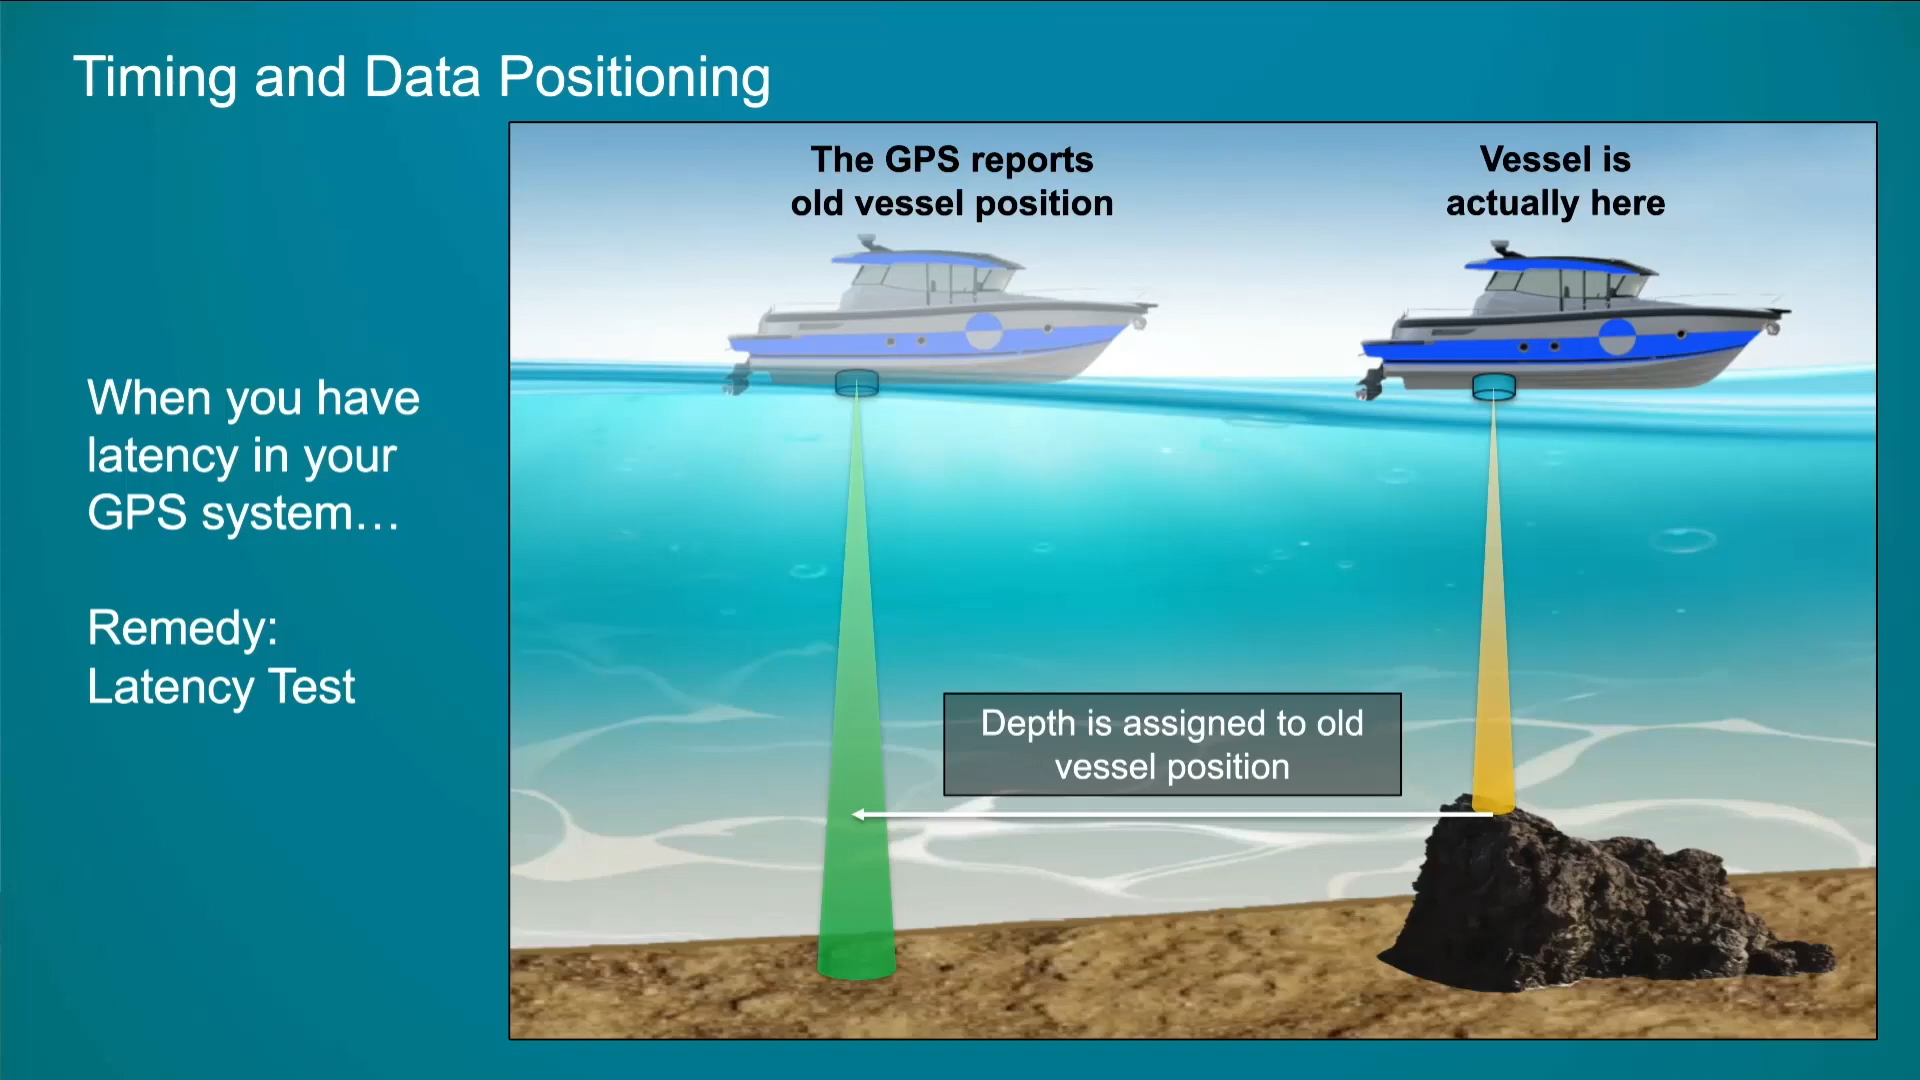 Timing and Data Positioning
When you have
latency in your
GPS system…
Remedy:
Latency Test
The GPS reports
old vessel position
Vessel is
actually here
Depth is assigned to old
vessel position